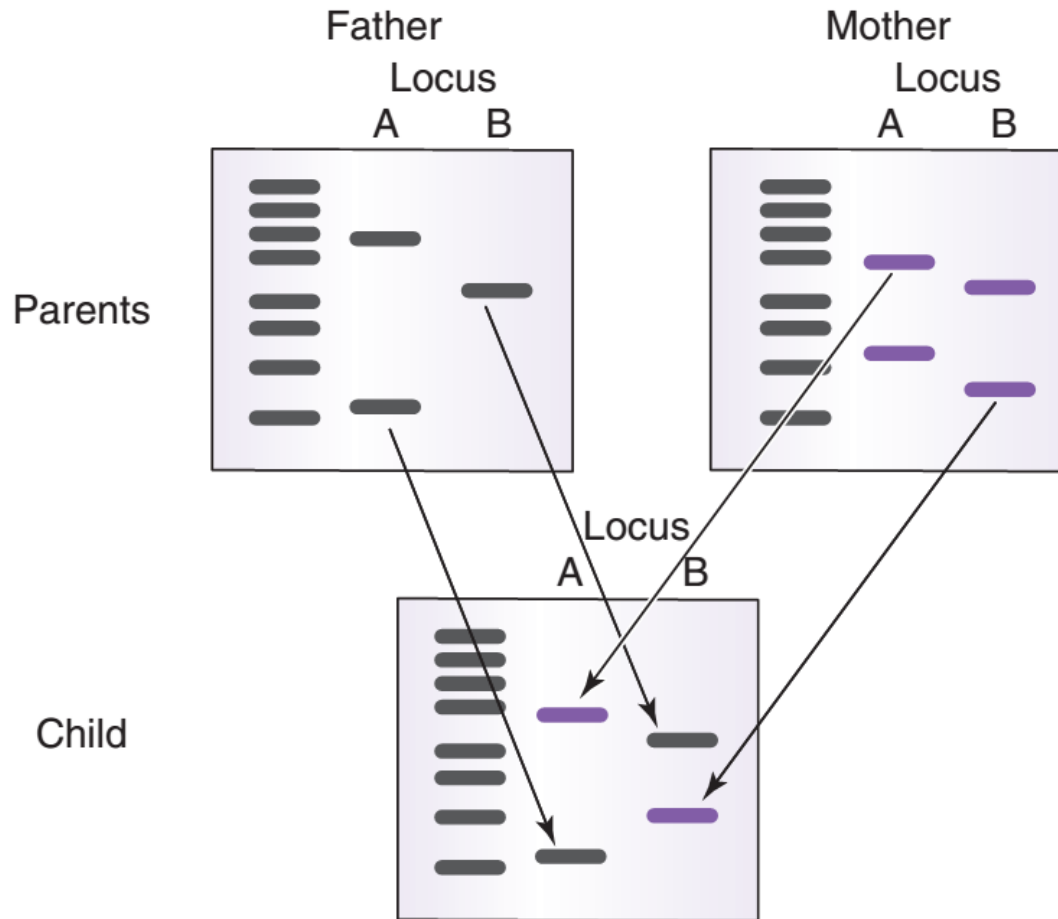 Father
Mother
Locus
Locus
A B
A B
Parents
Locus
A B
Child